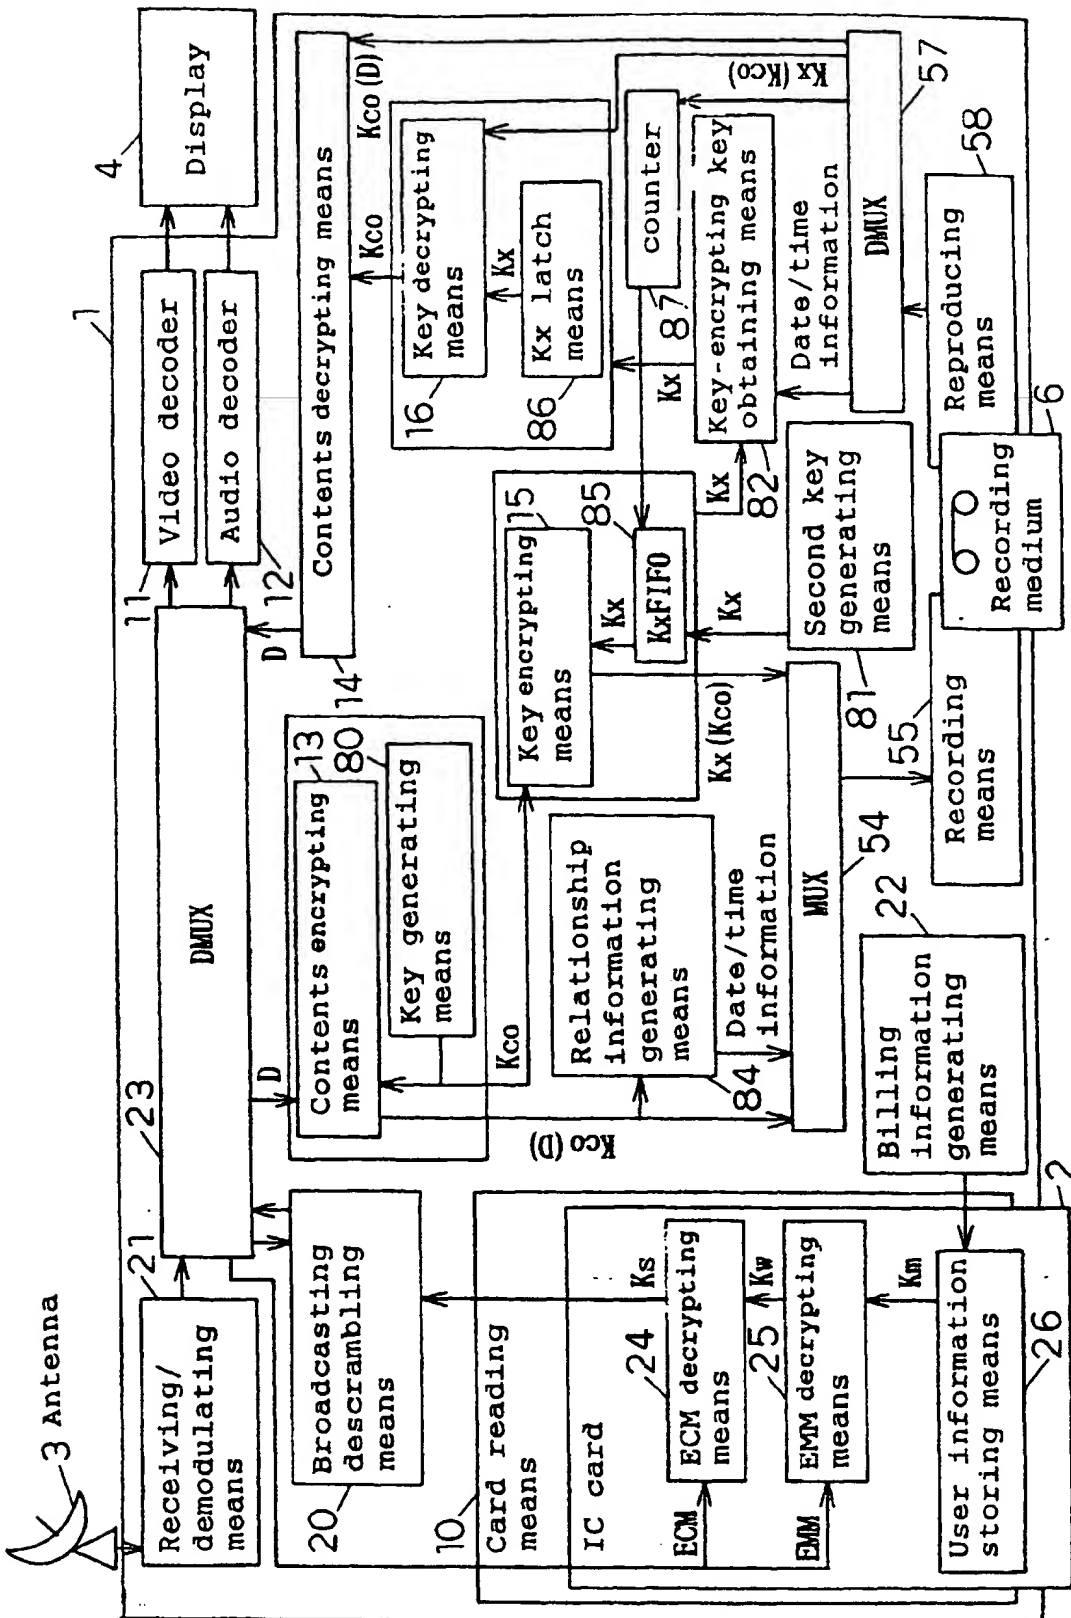 3 Antenna
Receiving/
demodulating
means
21
23
DMUX
11
Video decoder
Audio decoder
12
1
4
Display
Broadcasting
descrambling
means
20
D
Contents encrypting
means
13
Key generating
means
80
D
14
Contents decrypting means
Kco
Kco (D)
Key decrypting
means
16
Kx
Kx latch
means
86
Kx
Kco (D)
Kco
Key encrypting
means
15
Kx
KxFIFO
85
Kx
Kx
counter
87
Key-encrypting key
obtaining means
82
Kx (Kco)
Date/time
information
DMUX
57
10
Card reading
means
IC card
Ks
ECM
ECM decrypting
means
24
Kw
EMM
EMM decrypting
means
25
Km
User information
storing means
26
2
Billing
information
generating
means
22
Relationship
information
generating
means
84
Date/time
information
Kx (Kco)
MUX
54
Second key
generating
means
81
Recording
means
55
Reproducing
means
58
Recording
medium
6